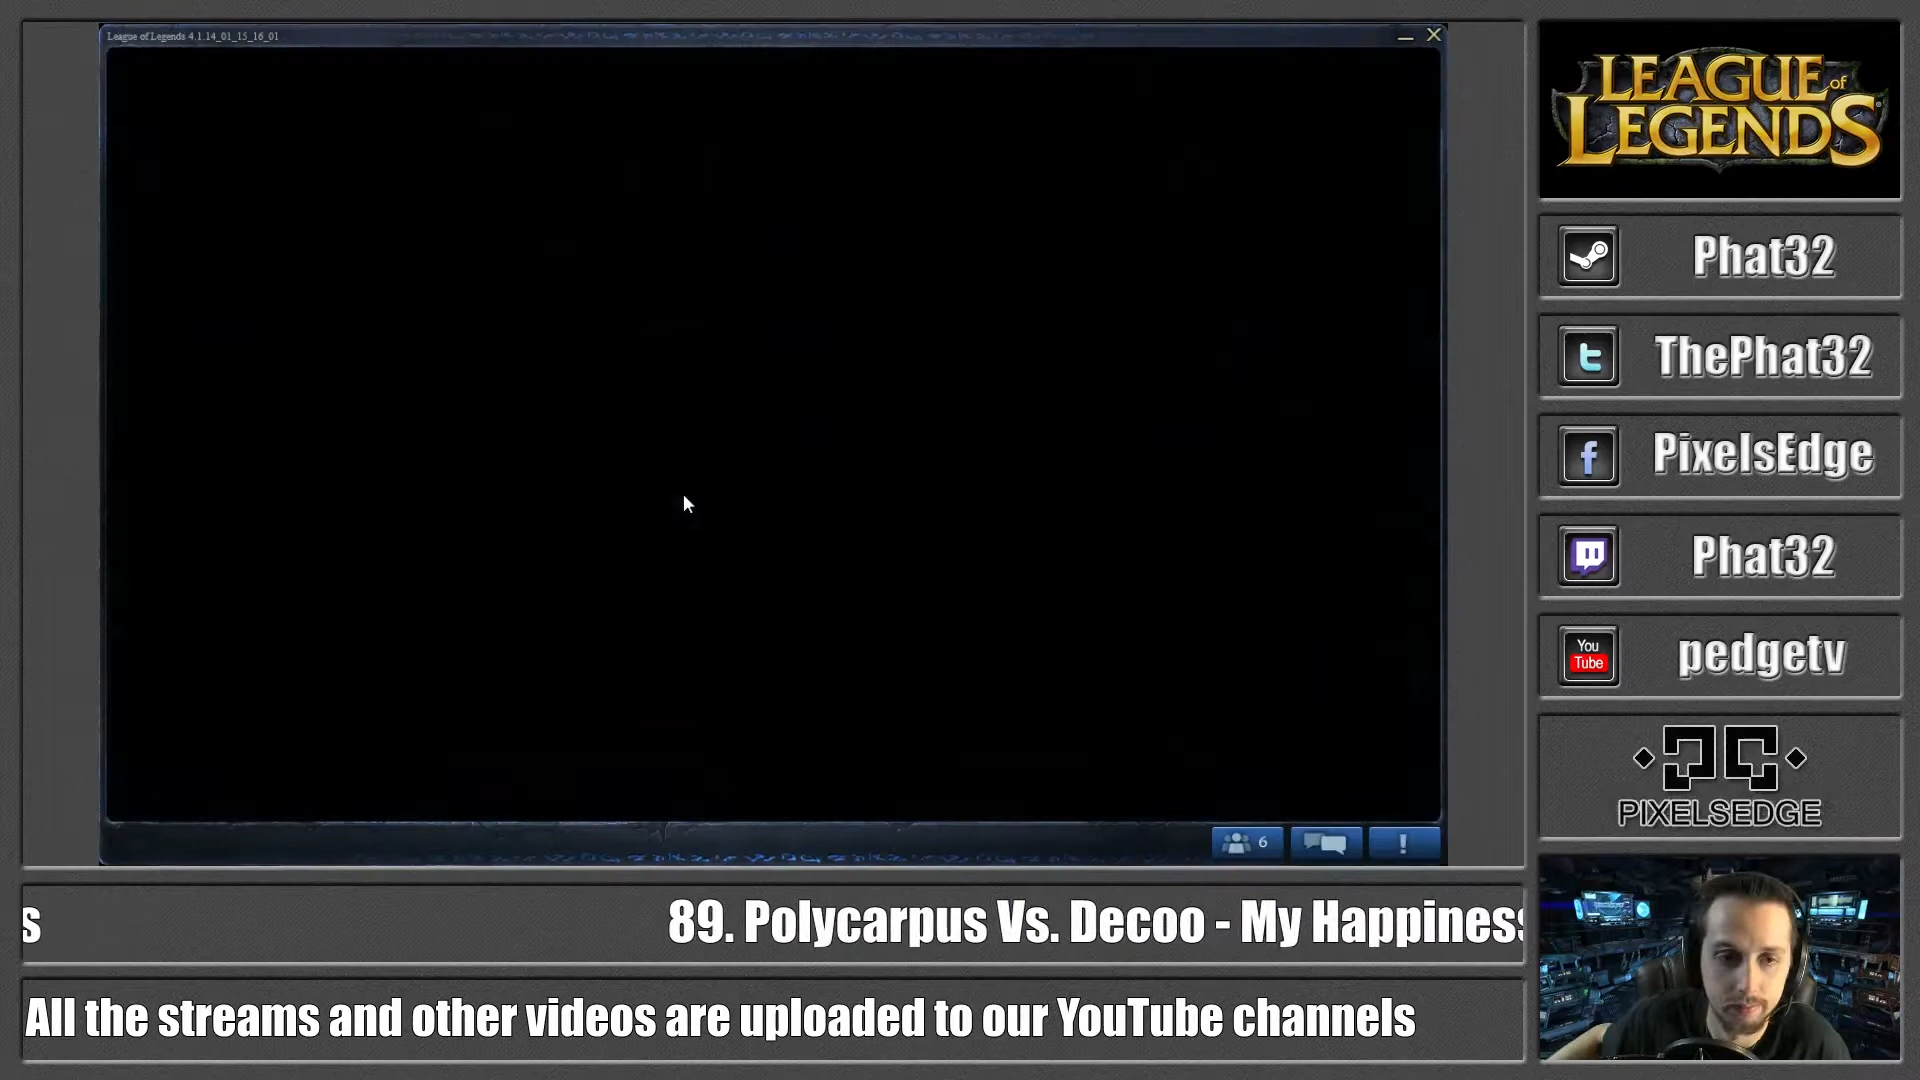 League of Legends 4.1.14_01_15_16_01
LEAGUE of
LEGENDS
Phat32
ThePhat32
PixelsEdge
Phat32
You
Tube
pedgetv
PIXELSEDGE
6
s 89. Polycarpus Vs. Decoo - My Happiness
All the streams and other videos are uploaded to our YouTube channels